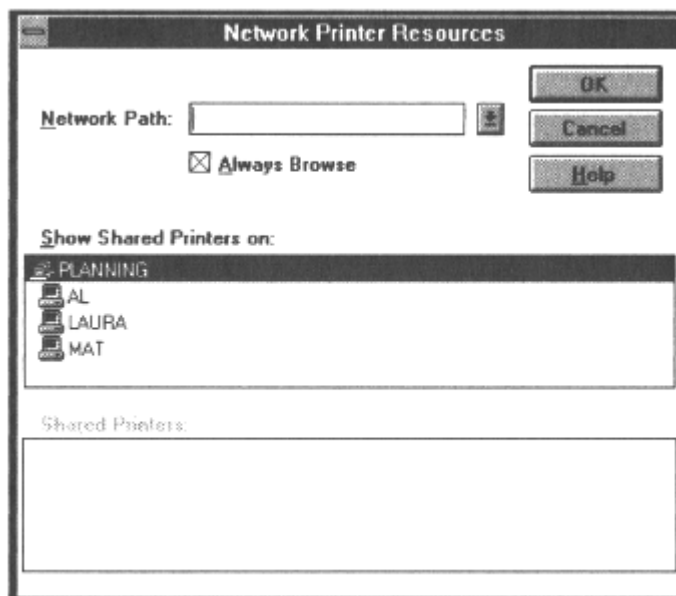 Network Printer Resources
OK
Network Path:
Cancel
Always Browse
Help
Show Shared Printers on:
PLANNING
AL
LAURA
MAT
Shared Printers: